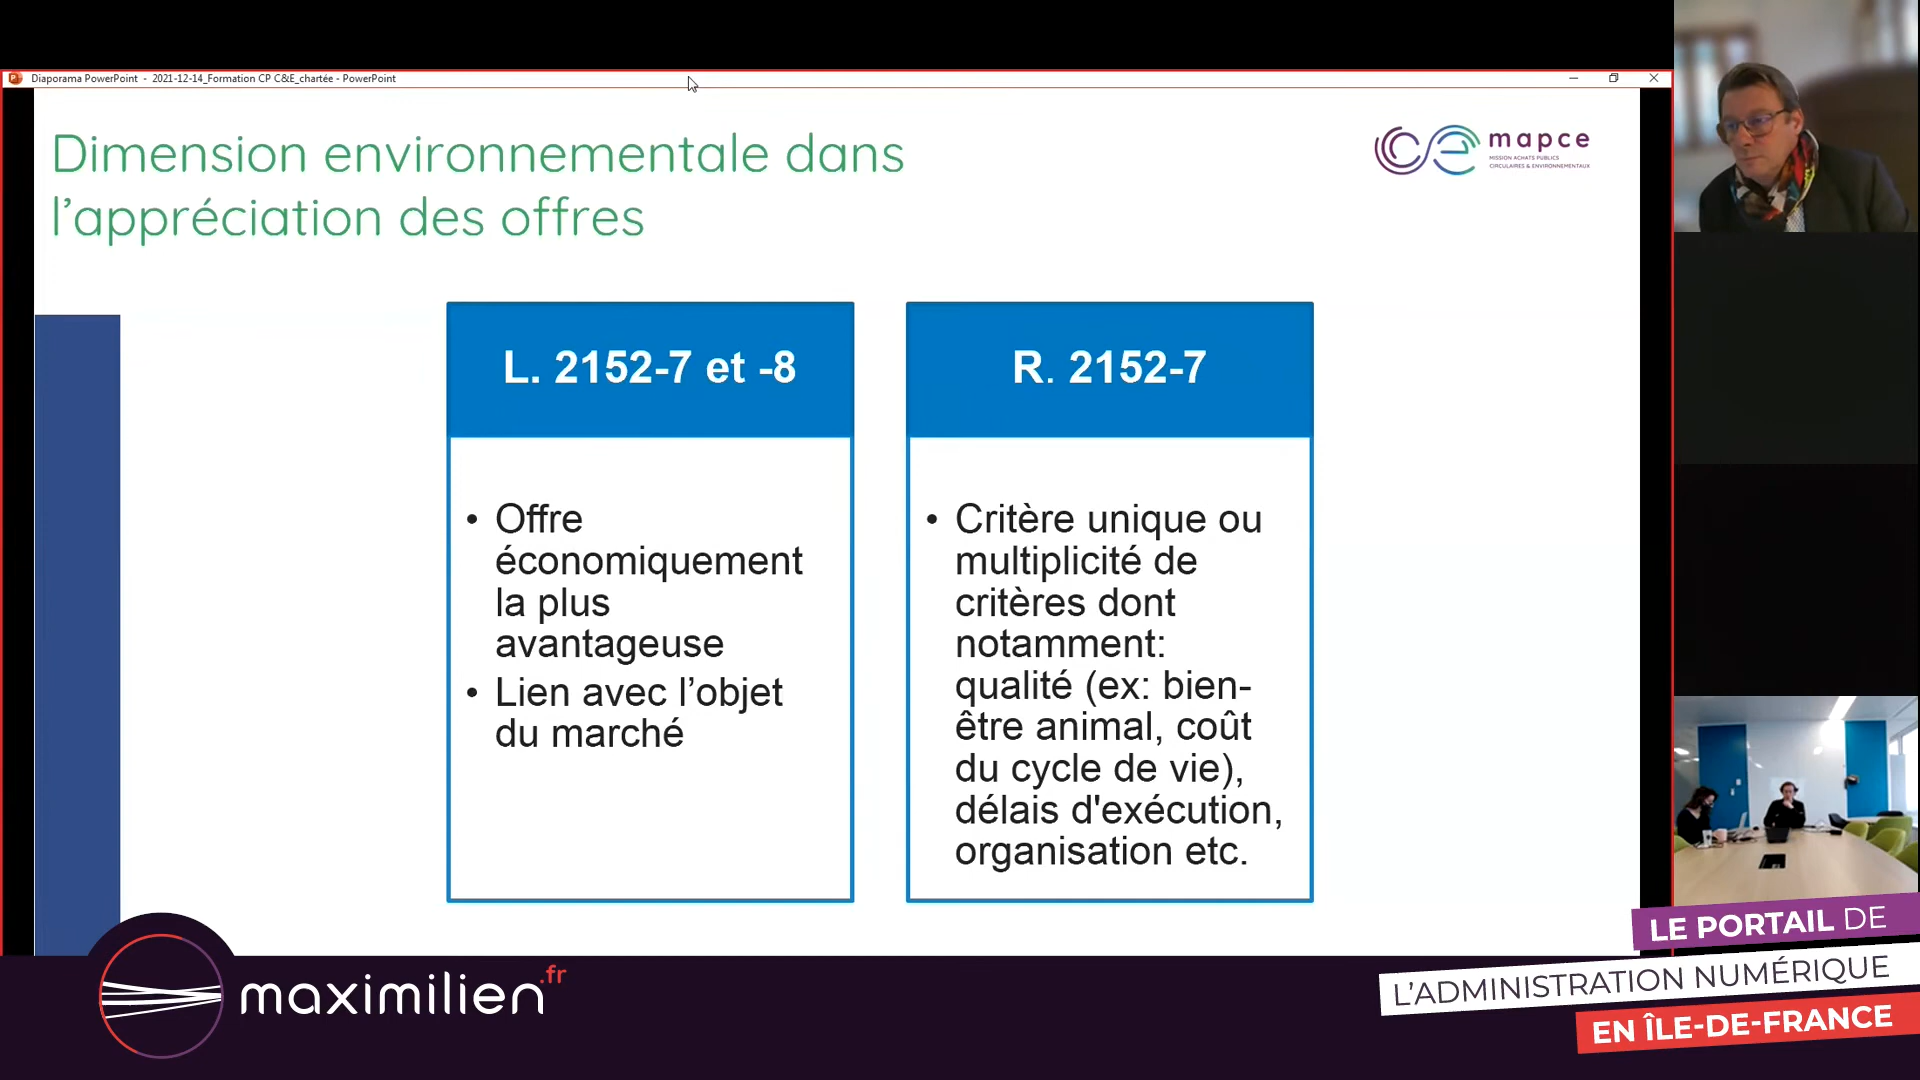 Diaporama PowerPoint - 2021-12-14_Formation CP C&E_chartée - PowerPoint
Dimension environnementale dans
l’appréciation des offres
mapce
MISSION ACHATS PUBLICS
CIRCULAIRES & ENVIRONNEMENTAUX
L. 2152-7 et -8
• Offre
économiquement
la plus
avantageuse
• Lien avec l’objet
du marché
R. 2152-7
• Critère unique ou
multiplicité de
critères dont
notamment:
qualité (ex: bien-
être animal, coût
du cycle de vie),
délais d'exécution,
organisation etc.
maximilien.fr
LE PORTAIL DE
L’ADMINISTRATION NUMÉRIQUE
EN ÎLE-DE-FRANCE